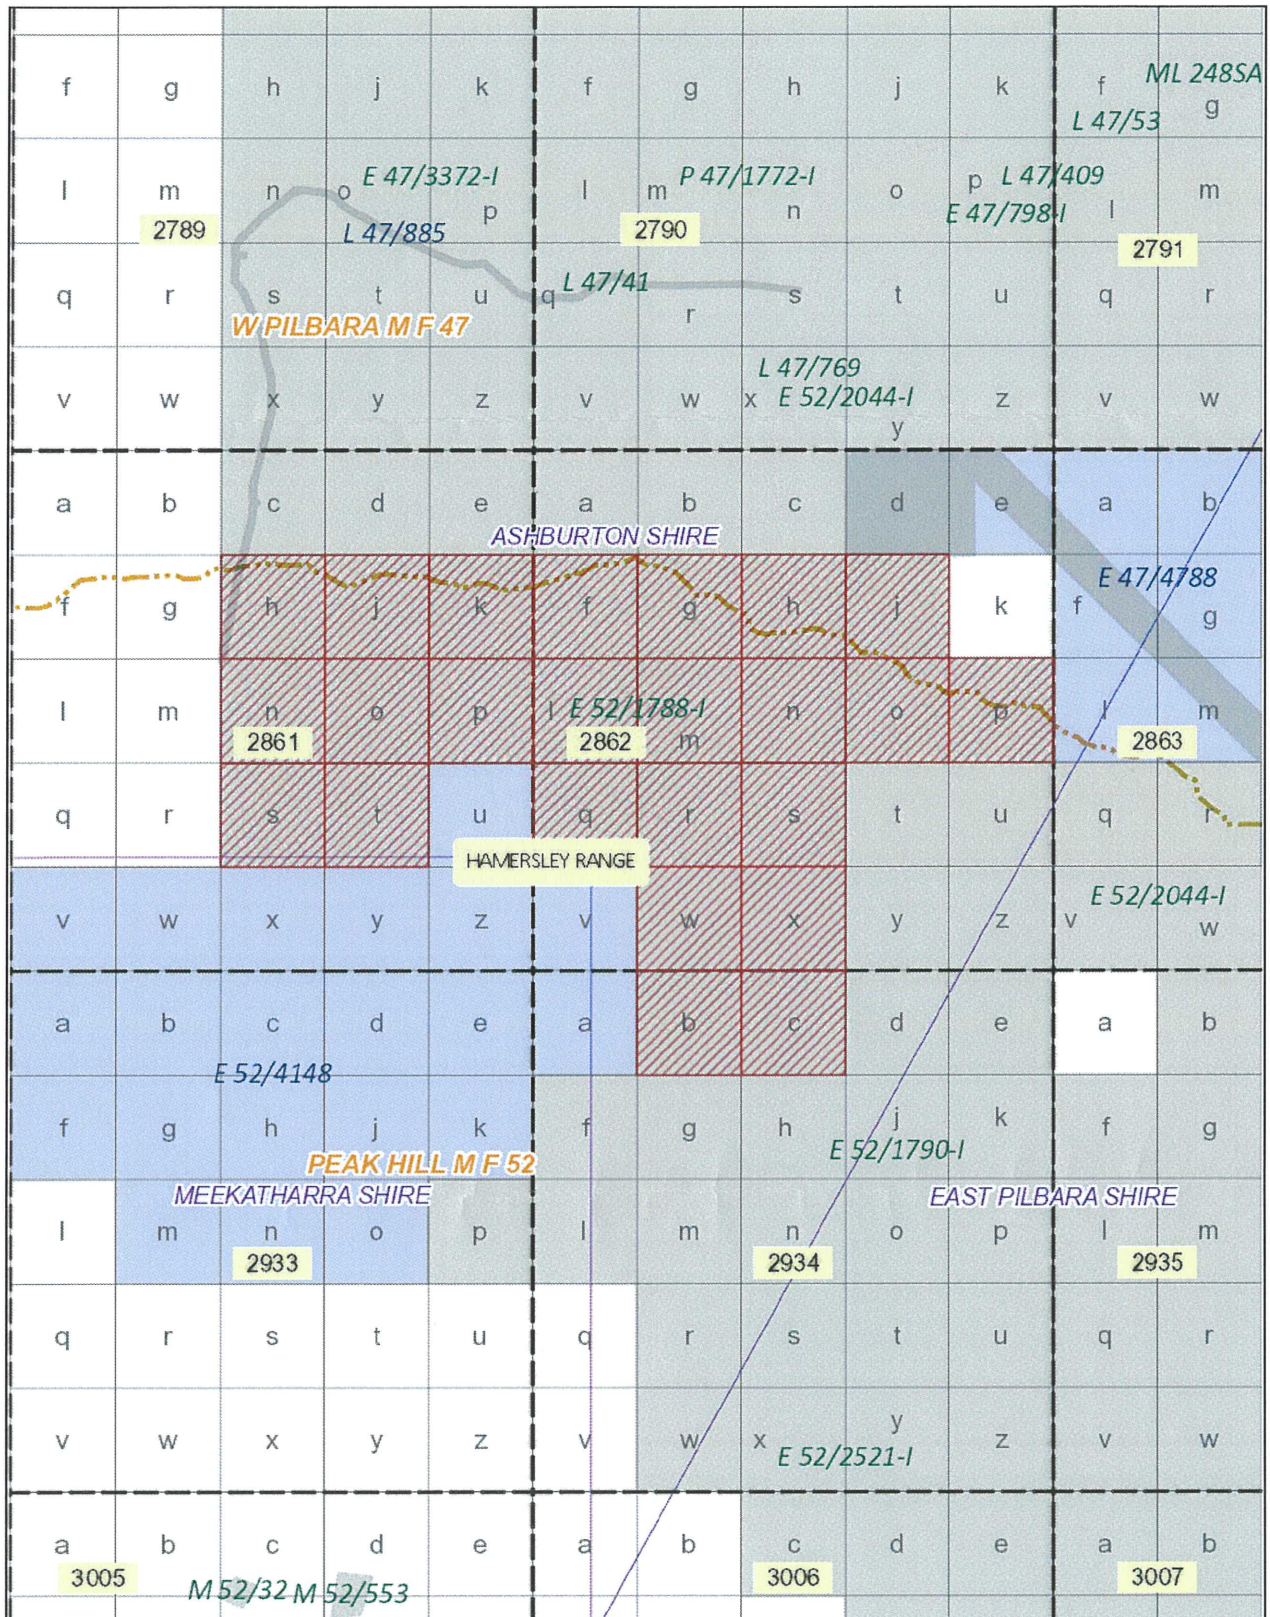 f g h j k f g h j k f ML 248SA
g
L 47/53
l m n o E 47/3372-I p l m P 47/1772-I n o p L 47/409 l m
2789 L 47/885 2790 E 47/798-I 2791
q r s t u q L 47/41 r s t u q r
W PILBARA M F 47
L 47/769
v w x y z v w x E 52/2044-I y z v w
a b c d e a b c d e a b
ASHBURTON SHIRE
E 47/4788
f g h j k f g h j k f g
l m n o p l E 52/1788-I m n o p l m
2861 2862 2863
q r s t u q r s t u q r
HAMERSLEY RANGE
E 52/2044-I
v w x y z v w x y z v w
a b c d e a b c d e a b
E 52/4148
f g h j k f g h j k f g
PEAK HILL M F 52 E 52/1790-I
MEEKATHARRA SHIRE EAST PILBARA SHIRE
l m n o p l m n o p l m
2933 2934 2935
q r s t u q r s t u q r
v w x y z v w x y z v w
E 52/2521-I
a b c d e a b c d e a b
3005 3006 3007
M 52/32 M 52/553